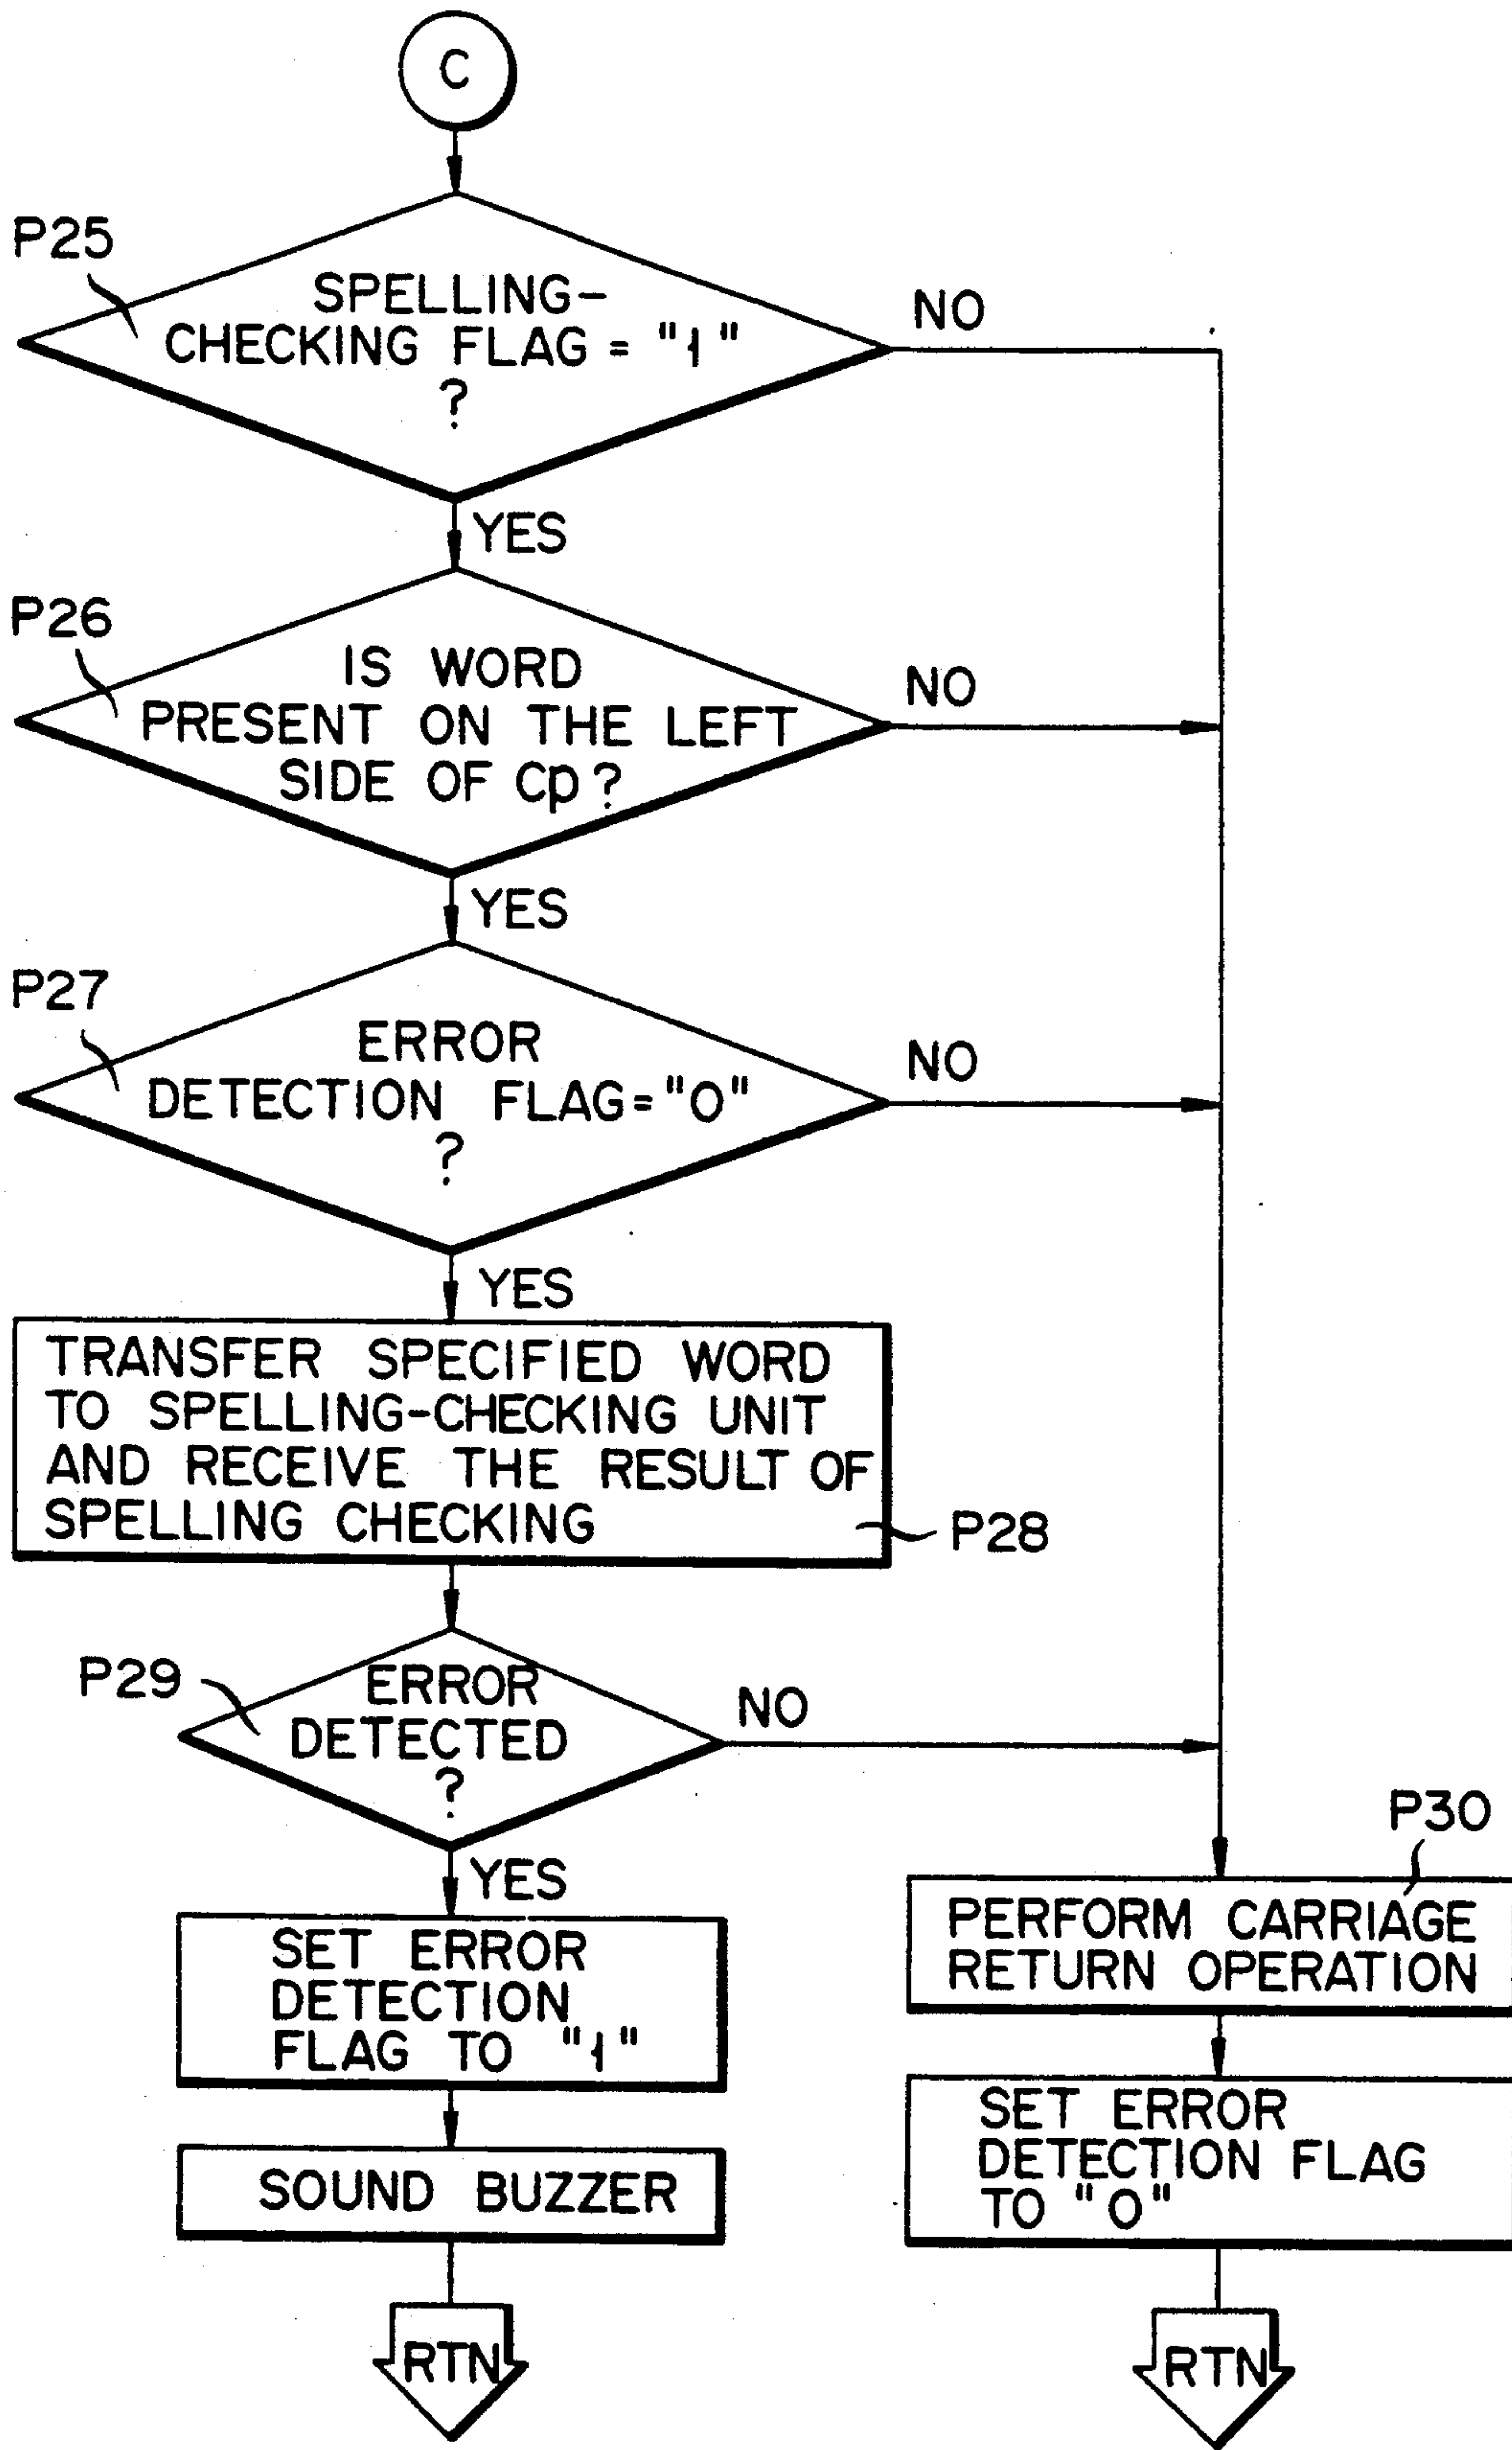 C
P25
SPELLING-
CHECKING FLAG = "1"
?
NO
YES
P26
IS WORD
PRESENT ON THE LEFT
SIDE OF Cp?
NO
YES
P27
ERROR
DETECTION FLAG="0"
?
NO
YES
TRANSFER SPECIFIED WORD
TO SPELLING-CHECKING UNIT
AND RECEIVE THE RESULT OF
SPELLING CHECKING
P28
P29
ERROR
DETECTED
?
NO
YES
SET ERROR
DETECTION
FLAG TO "1"
SOUND BUZZER
RTN
P30
PERFORM CARRIAGE
RETURN OPERATION
SET ERROR
DETECTION FLAG
TO "0"
RTN